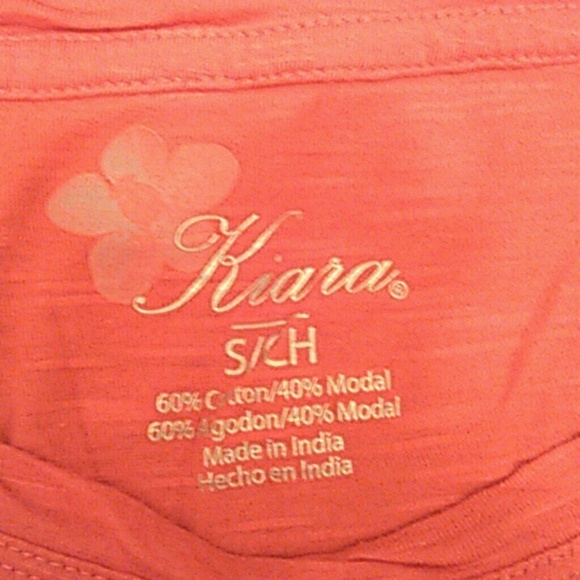 Kiara®
S/CH
60% Cotton/40% Modal
60% Algodon/40% Modal
Made in India
Hecho en India